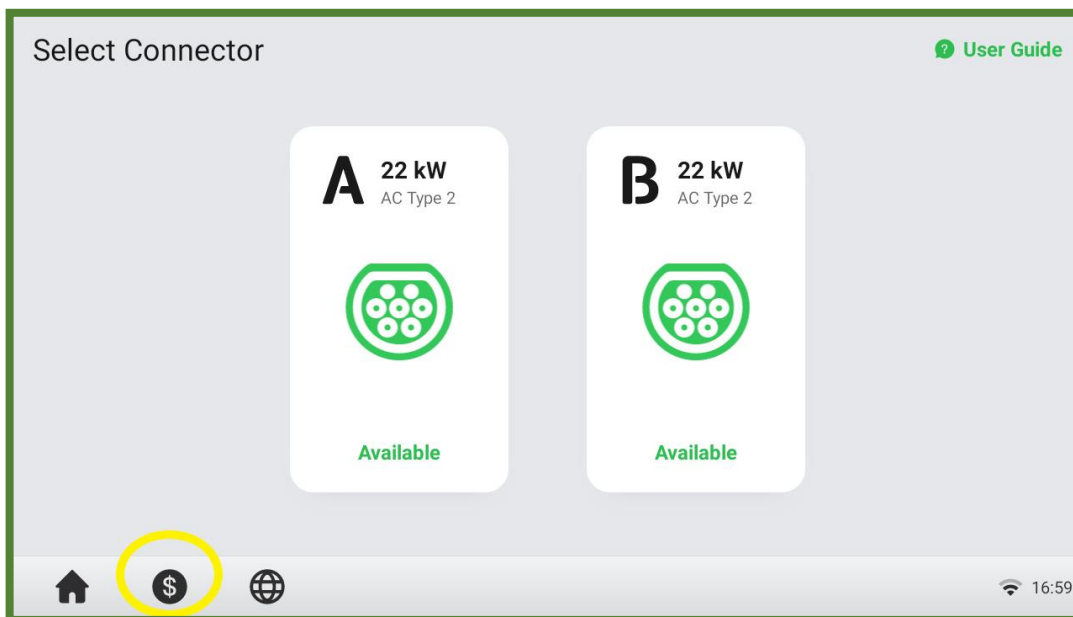 Select Connector
User Guide
A 22 kW
AC Type 2
B 22 kW
AC Type 2
Available
Available
$
16:59